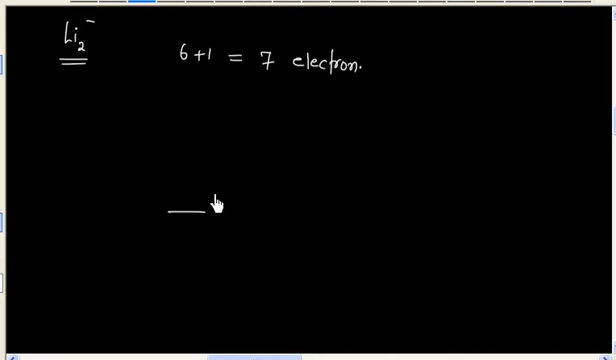 Li₂⁻
6+1 = 7 electron.